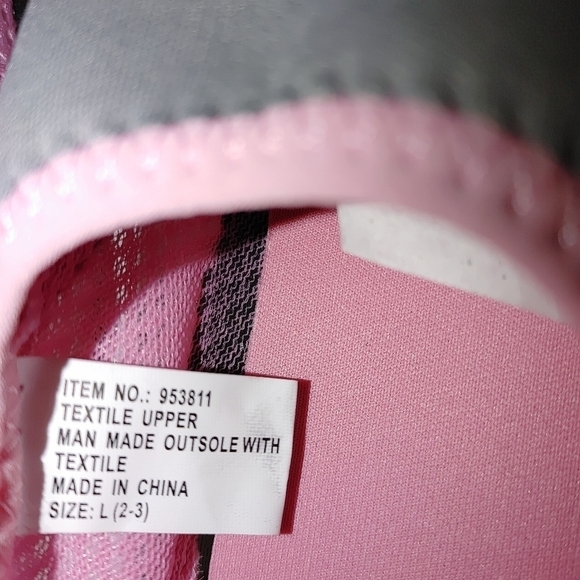 ITEM NO.: 953811
TEXTILE UPPER
MAN MADE OUTSOLE WITH
TEXTILE
MADE IN CHINA
SIZE: L (2-3)